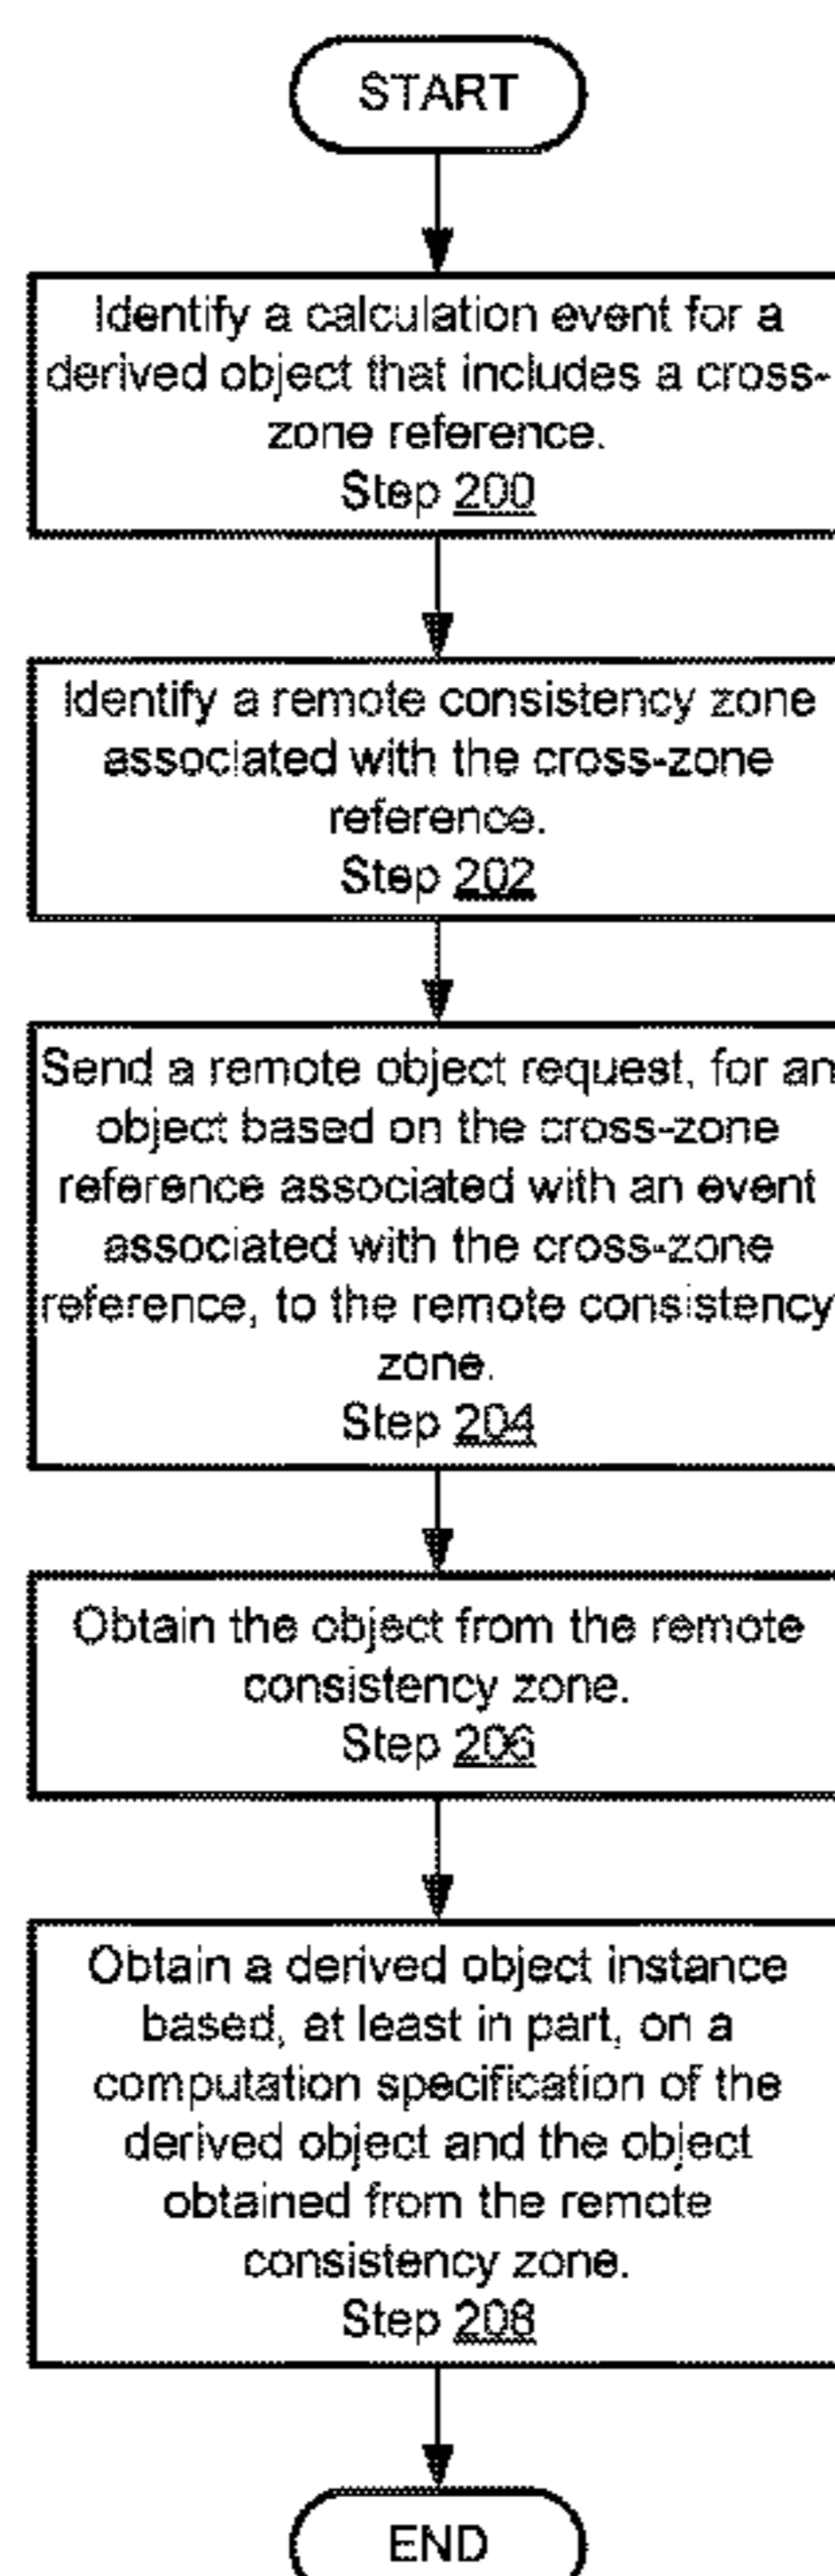 START
Identify a calculation event for a
derived object that includes a cross-
zone reference.
Step 200
Identify a remote consistency zone
associated with the cross-zone
reference.
Step 202
Send a remote object request, for an
object based on the cross-zone
reference associated with an event
associated with the cross-zone
reference, to the remote consistency
zone.
Step 204
Obtain the object from the remote
consistency zone.
Step 206
Obtain a derived object instance
based, at least in part, on a
computation specification of the
derived object and the object
obtained from the remote
consistency zone.
Step 208
END